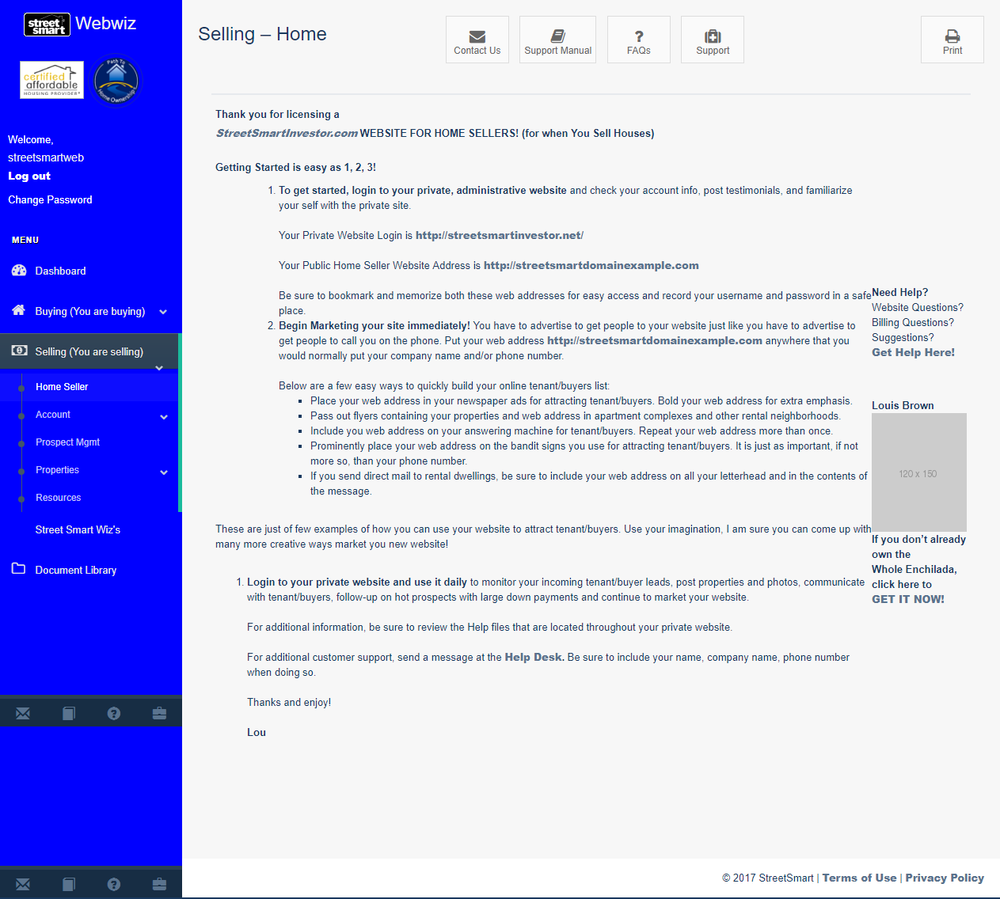 street smart Webwiz
certified
affordable
HOUSING PROVIDER®
Path To
Home Ownership
Welcome,
streetsmartweb
Log out
Change Password
MENU
Dashboard
Buying (You are buying)
Selling (You are selling)
Home Seller
Account
Prospect Mgmt
Properties
Resources
Street Smart Wiz's
Document Library
Selling – Home
Contact Us
Support Manual
FAQs
Support
Print
Thank you for licensing a
StreetSmartInvestor.com WEBSITE FOR HOME SELLERS! (for when You Sell Houses)
Getting Started is easy as 1, 2, 3!
1. To get started, login to your private, administrative website and check your account info, post testimonials, and familiarize
your self with the private site.
Your Private Website Login is http://streetsmartinvestor.net/
Your Public Home Seller Website Address is http://streetsmartdomainexample.com
Be sure to bookmark and memorize both these web addresses for easy access and record your username and password in a safe
place.
2. Begin Marketing your site immediately! You have to advertise to get people to your website just like you have to advertise to
get people to call you on the phone. Put your web address http://streetsmartdomainexample.com anywhere that you
would normally put your company name and/or phone number.
Below are a few easy ways to quickly build your online tenant/buyers list:
Place your web address in your newspaper ads for attracting tenant/buyers. Bold your web address for extra emphasis.
Pass out flyers containing your properties and web address in apartment complexes and other rental neighborhoods.
Include you web address on your answering machine for tenant/buyers. Repeat your web address more than once.
Prominently place your web address on the bandit signs you use for attracting tenant/buyers. It is just as important, if not
more so, than your phone number.
If you send direct mail to rental dwellings, be sure to include your web address on all your letterhead and in the contents of
the message.
These are just of few examples of how you can use your website to attract tenant/buyers. Use your imagination, I am sure you can come up with
many more creative ways market you new website!
1. Login to your private website and use it daily to monitor your incoming tenant/buyer leads, post properties and photos, communicate
with tenant/buyers, follow-up on hot prospects with large down payments and continue to market your website.
For additional information, be sure to review the Help files that are located throughout your private website.
For additional customer support, send a message at the Help Desk. Be sure to include your name, company name, phone number
when doing so.
Thanks and enjoy!
Lou
Need Help?
Website Questions?
Billing Questions?
Suggestions?
Get Help Here!
Louis Brown
120 x 150
If you don't already
own the
Whole Enchilada,
click here to
GET IT NOW!
© 2017 StreetSmart | Terms of Use | Privacy Policy